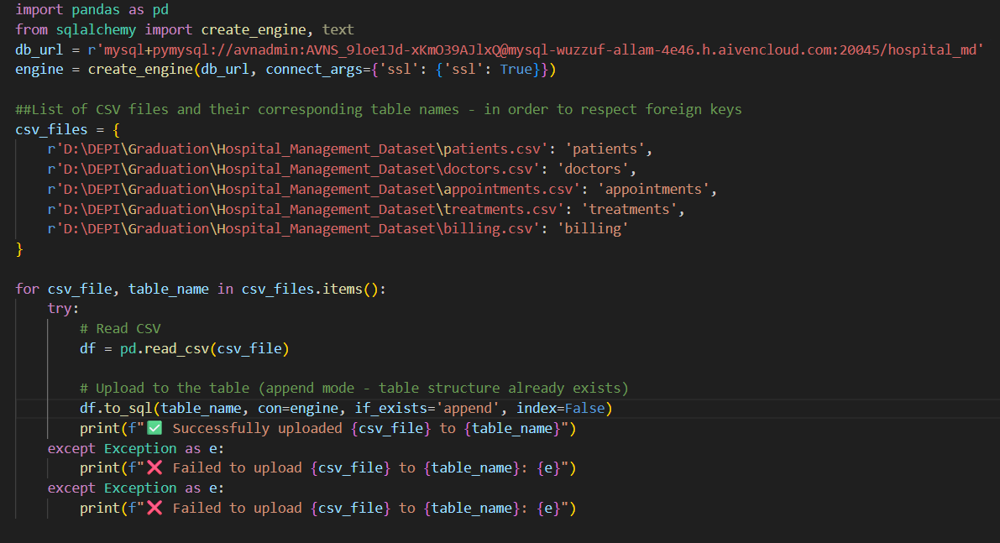 import pandas as pd
from sqlalchemy import create_engine, text
db_url = r'mysql+pymysql://avnadmin:AVNS_9loe1Jd-xKmO39AJlxQ@mysql-wuzzuf-allam-4e46.h.aivencloud.com:20045/hospital_md'
engine = create_engine(db_url, connect_args={'ssl': {'ssl': True}})
##List of CSV files and their corresponding table names - in order to respect foreign keys
csv_files = {
    r'D:\DEPI\Graduation\Hospital_Management_Dataset\patients.csv': 'patients',
    r'D:\DEPI\Graduation\Hospital_Management_Dataset\doctors.csv': 'doctors',
    r'D:\DEPI\Graduation\Hospital_Management_Dataset\appointments.csv': 'appointments',
    r'D:\DEPI\Graduation\Hospital_Management_Dataset\treatments.csv': 'treatments',
    r'D:\DEPI\Graduation\Hospital_Management_Dataset\billing.csv': 'billing'
}
for csv_file, table_name in csv_files.items():
    try:
        # Read CSV
        df = pd.read_csv(csv_file)
        # Upload to the table (append mode - table structure already exists)
        df.to_sql(table_name, con=engine, if_exists='append', index=False)
        print(f"✅ Successfully uploaded {csv_file} to {table_name}")
    except Exception as e:
        print(f"❌ Failed to upload {csv_file} to {table_name}: {e}")
    except Exception as e:
        print(f"❌ Failed to upload {csv_file} to {table_name}: {e}")